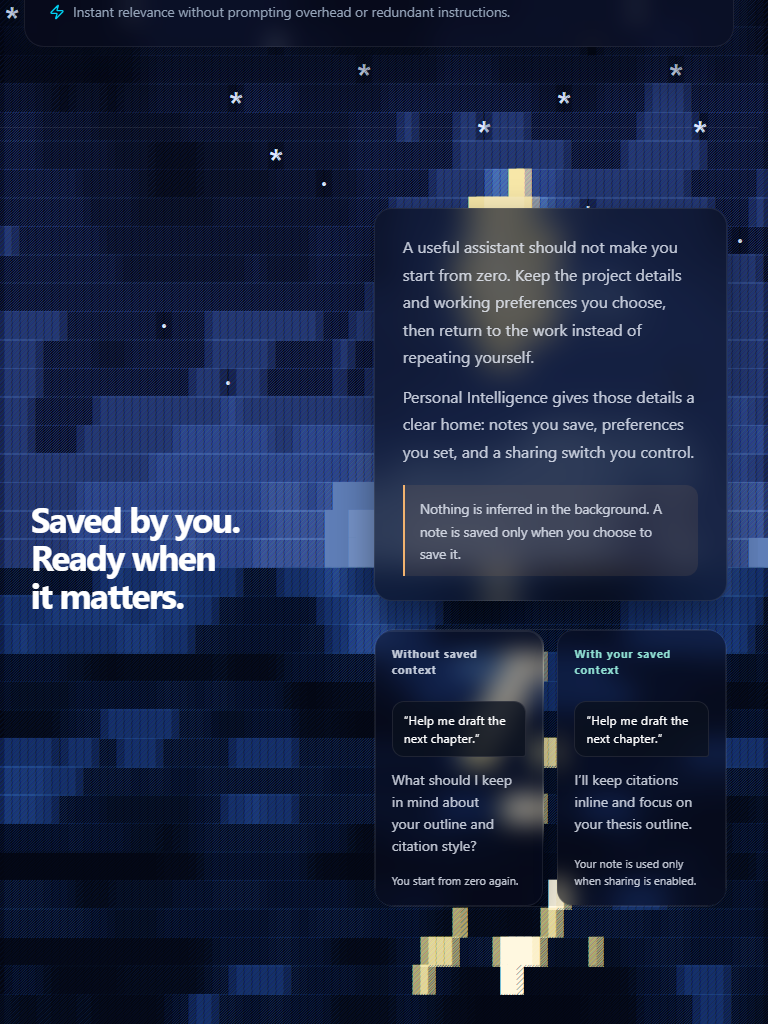 Instant relevance without prompting overhead or redundant instructions.
A useful assistant should not make you
start from zero. Keep the project details
and working preferences you choose,
then return to the work instead of
repeating yourself.
Personal Intelligence gives those details a
clear home: notes you save, preferences
you set, and a sharing switch you control.
Nothing is inferred in the background. A
note is saved only when you choose to
save it.
Saved by you.
Ready when
it matters.
Without saved
context
“Help me draft the
next chapter.”
What should I keep
in mind about
your outline and
citation style?
You start from zero again.
With your saved
context
“Help me draft the
next chapter.”
I’ll keep citations
inline and focus on
your thesis outline.
Your note is used only
when sharing is enabled.